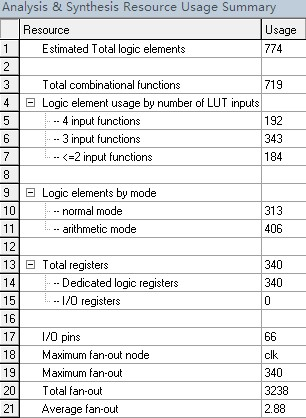 Analysis & Synthesis Resource Usage Summary
Resource Usage
1 Estimated Total logic elements 774
2
3 Total combinational functions 719
4 Logic element usage by number of LUT inputs
5 -- 4 input functions 192
6 -- 3 input functions 343
7 -- <=2 input functions 184
8
9 Logic elements by mode
10 -- normal mode 313
11 -- arithmetic mode 406
12
13 Total registers 340
14 -- Dedicated logic registers 340
15 -- I/O registers 0
16
17 I/O pins 66
18 Maximum fan-out node clk
19 Maximum fan-out 340
20 Total fan-out 3238
21 Average fan-out 2.88